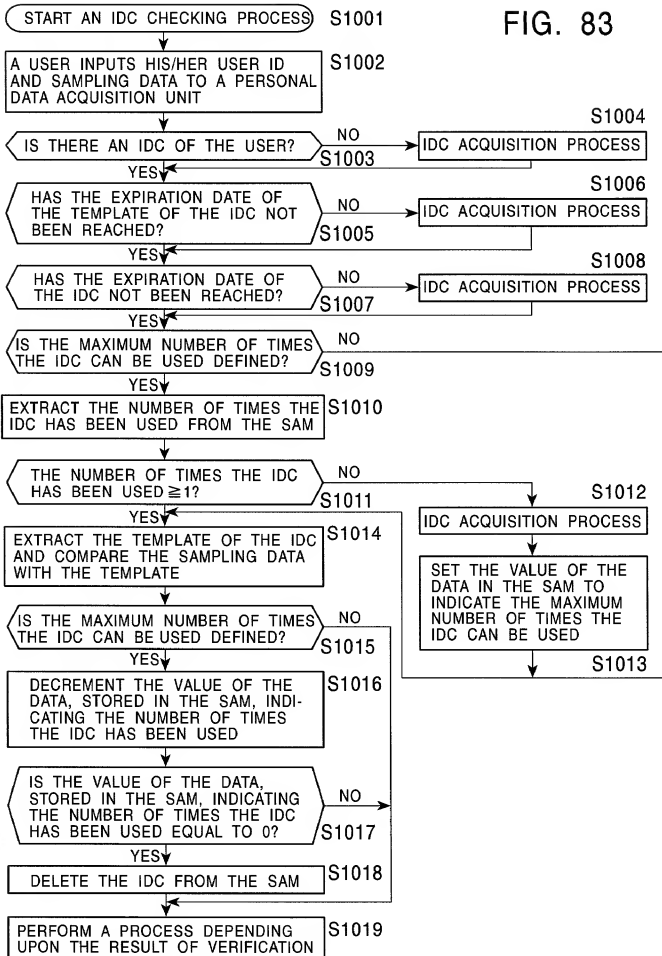 FIG. 83
START AN IDC CHECKING PROCESS
S1001
A USER INPUTS HIS/HER USER ID
AND SAMPLING DATA TO A PERSONAL
DATA ACQUISITION UNIT
S1002
IS THERE AN IDC OF THE USER?
NO
S1003
YES
S1004
IDC ACQUISITION PROCESS
HAS THE EXPIRATION DATE OF
THE TEMPLATE OF THE IDC NOT
BEEN REACHED?
NO
S1005
YES
S1006
IDC ACQUISITION PROCESS
HAS THE EXPIRATION DATE OF
THE IDC NOT BEEN REACHED?
NO
S1007
YES
S1008
IDC ACQUISITION PROCESS
IS THE MAXIMUM NUMBER OF TIMES
THE IDC CAN BE USED DEFINED?
NO
S1009
YES
EXTRACT THE NUMBER OF TIMES THE
IDC HAS BEEN USED FROM THE SAM
S1010
THE NUMBER OF TIMES THE IDC
HAS BEEN USED ≧1?
NO
S1011
YES
S1012
IDC ACQUISITION PROCESS
SET THE VALUE OF THE
DATA IN THE SAM TO
INDICATE THE MAXIMUM
NUMBER OF TIMES THE
IDC CAN BE USED
S1013
EXTRACT THE TEMPLATE OF THE IDC
AND COMPARE THE SAMPLING DATA
WITH THE TEMPLATE
S1014
IS THE MAXIMUM NUMBER OF TIMES
THE IDC CAN BE USED DEFINED?
NO
S1015
YES
DECREMENT THE VALUE OF THE
DATA, STORED IN THE SAM, INDI-
CATING THE NUMBER OF TIMES
THE IDC HAS BEEN USED
S1016
IS THE VALUE OF THE DATA,
STORED IN THE SAM, INDICATING
THE NUMBER OF TIMES THE IDC
HAS BEEN USED EQUAL TO 0?
NO
S1017
YES
DELETE THE IDC FROM THE SAM
S1018
PERFORM A PROCESS DEPENDING
UPON THE RESULT OF VERIFICATION
S1019